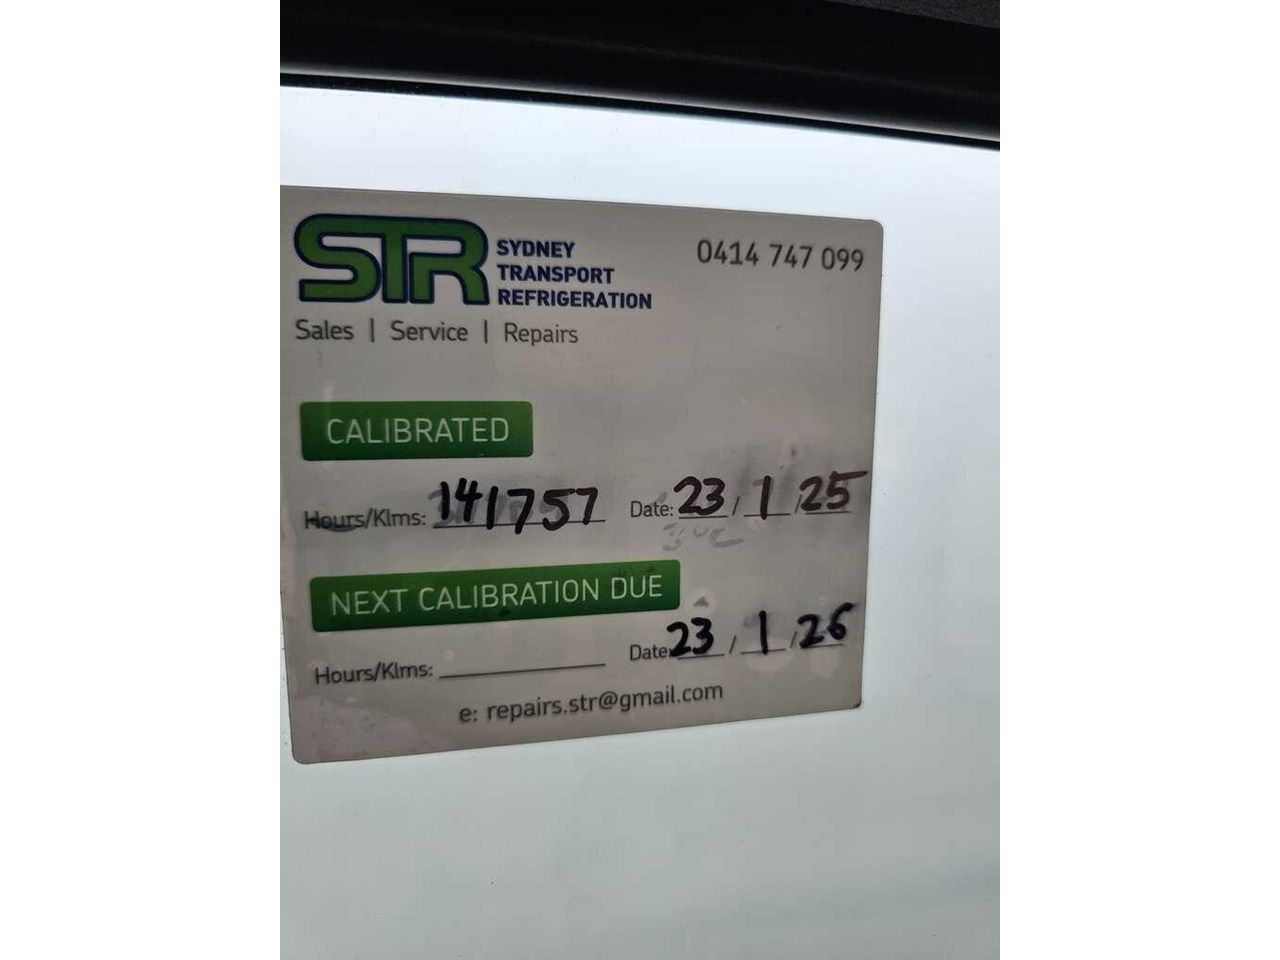 STR SYDNEY TRANSPORT REFRIGERATION
0414 747 099
Sales | Service | Repairs
CALIBRATED
Hours/Klms: 141757 Date: 23/1/25
NEXT CALIBRATION DUE
Hours/Klms: Date: 23/1/26
e: repairs.str@gmail.com